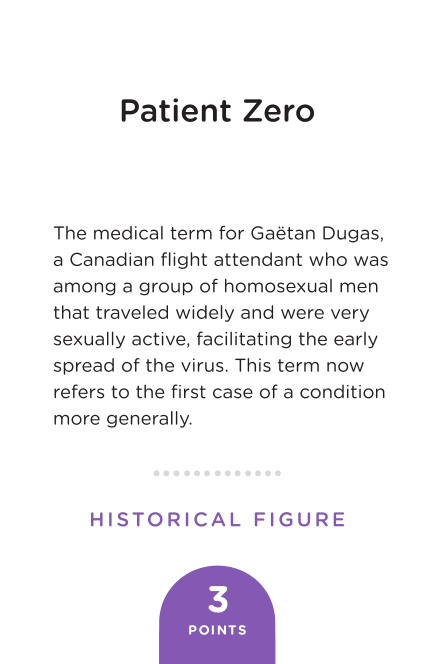 Patient Zero
The medical term for Gaëtan Dugas,
a Canadian flight attendant who was
among a group of homosexual men
that traveled widely and were very
sexually active, facilitating the early
spread of the virus. This term now
refers to the first case of a condition
more generally.
HISTORICAL FIGURE
3
POINTS